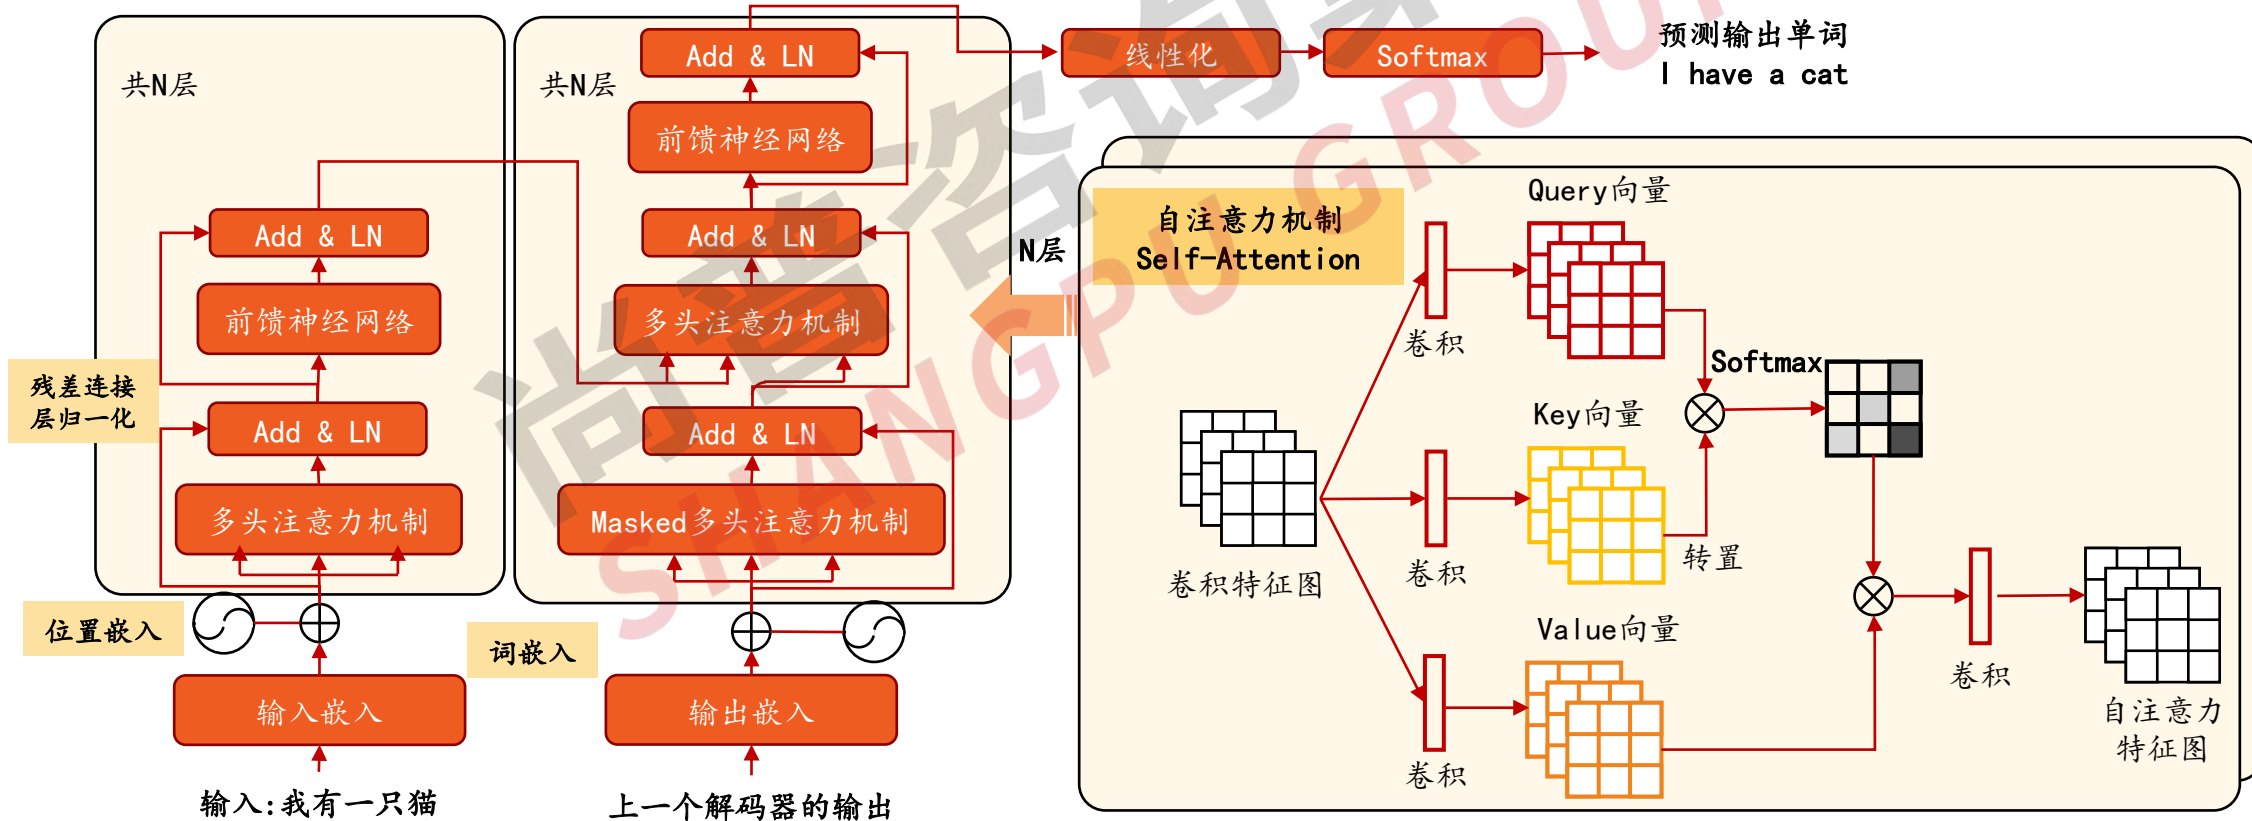 共N层
Add & LN
前馈神经网络
残差连接
层归一化
Add & LN
多头注意力机制
位置嵌入
输入嵌入
输入:我有一只猫
共N层
Add & LN
前馈神经网络
Add & LN
多头注意力机制
Add & LN
Masked多头注意力机制
词嵌入
输出嵌入
上一个解码器的输出
线性化
Softmax
预测输出单词
I have a cat
N层
自注意力机制
Self-Attention
Query向量
卷积
Softmax
Key向量
卷积
转置
卷积特征图
Value向量
卷积
卷积
自注意力
特征图
尚普咨询集
SHANGPU GROUP